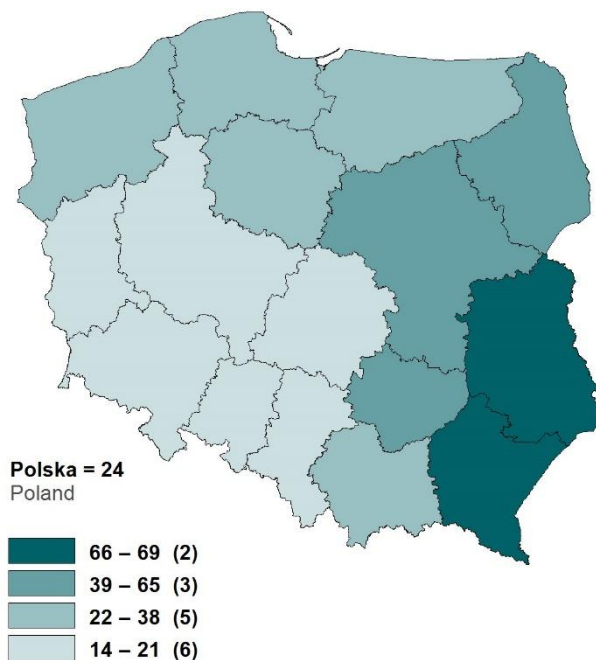 Polska = 24
Poland
66 – 69 (2)
39 – 65 (3)
22 – 38 (5)
14 – 21 (6)